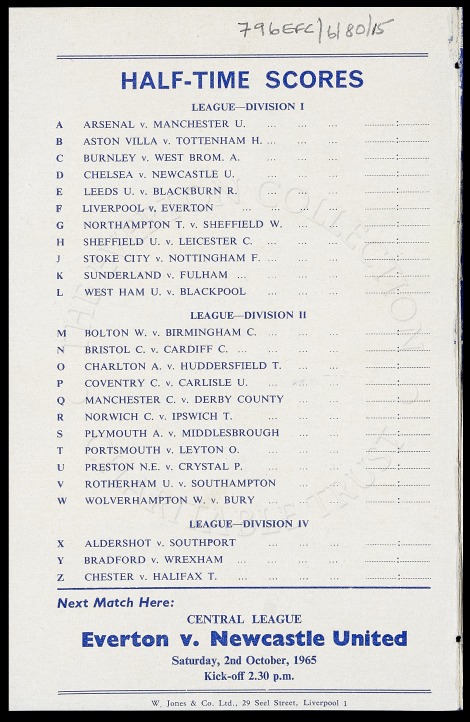 796EFC/6/80/15
HALF-TIME SCORES
LEAGUE—DIVISION I
A ARSENAL v. MANCHESTER U. ... ... ... ............:............
B ASTON VILLA v. TOTTENHAM H. ... ... ... ............:............
C BURNLEY v. WEST BROM. A. ... ... ... ............:............
D CHELSEA v. NEWCASTLE U. ... ... ... ............:............
E LEEDS U. v. BLACKBURN R. ... ... ... ............:............
F LIVERPOOL v. EVERTON ... ... ... ............:............
G NORTHAMPTON T. v. SHEFFIELD W. ... ... ............:............
H SHEFFIELD U. v. LEICESTER C. ... ... ... ............:............
J STOKE CITY v. NOTTINGHAM F. ... ... ... ............:............
K SUNDERLAND v. FULHAM ... ... ... ... ............:............
L WEST HAM U. v. BLACKPOOL ... ... ... ............:............
LEAGUE—DIVISION II
M BOLTON W. v. BIRMINGHAM C. ... ... ... ............:............
N BRISTOL C. v. CARDIFF C. ... ... ... ... ............:............
O CHARLTON A. v. HUDDERSFIELD T. ... ... ............:............
P COVENTRY C. v. CARLISLE U. ... ... ... ............:............
Q MANCHESTER C. v. DERBY COUNTY ... ... ............:............
R NORWICH C. v. IPSWICH T. ... ... ... ............:............
S PLYMOUTH A. v. MIDDLESBROUGH ... ... ............:............
T PORTSMOUTH v. LEYTON O. ... ... ... ............:............
U PRESTON N.E. v. CRYSTAL P. ... ... ... ............:............
V ROTHERHAM U. v. SOUTHAMPTON ... ... ............:............
W WOLVERHAMPTON W. v. BURY ... ... ... ............:............
LEAGUE—DIVISION IV
X ALDERSHOT v. SOUTHPORT ... ... ... ............:............
Y BRADFORD v. WREXHAM ... ... ... ... ............:............
Z CHESTER v. HALIFAX T. ... ... ... ... ............:............
Next Match Here:
CENTRAL LEAGUE
Everton v. Newcastle United
Saturday, 2nd October, 1965
Kick-off 2.30 p.m.
W. Jones & Co. Ltd., 29 Seel Street, Liverpool 1